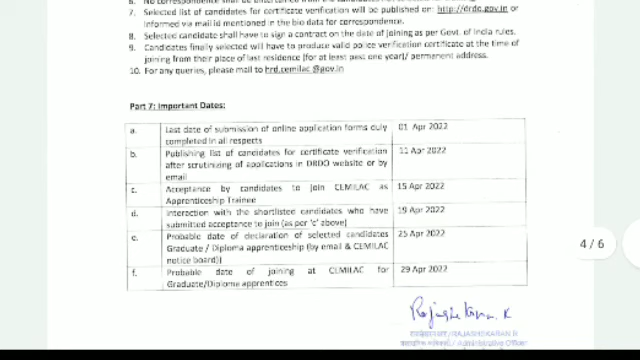 7. Selected list of candidates for certificate verification will be published on: http://drdo.gov.in or
informed via mail id mentioned in the bio data for correspondence.
8. Selected candidate shall have to sign a contract on the date of joining as per Govt. of India rules.
9. Candidates finally selected will have to produce valid police verification certificate at the time of
joining from their place of last residence (for at least past one year)/ permanent address.
10. For any queries, please mail to hrd.cemilac @gov.in
Part 7: Important Dates:
a. Last date of submission of online application forms duly 01 Apr 2022
completed in all respects
b. Publishing list of candidates for certificate verification 11 Apr 2022
after scrutinizing of applications in DRDO website or by
email
c. Acceptance by candidates to join CEMILAC as 15 Apr 2022
Apprenticeship Trainee
d. Interaction with the shortlisted candidates who have 19 Apr 2022
submitted acceptance to join (as per 'c' above)
e. Probable date of declaration of selected candidates 25 Apr 2022
Graduate / Diploma apprenticeship (by email & CEMILAC
notice board)
f. Probable date of joining at CEMILAC for 29 Apr 2022
Graduate/Diploma apprentices
4 / 6
Rajashekaran. K
/RAJASHEKARAN
/ Administrative Officer